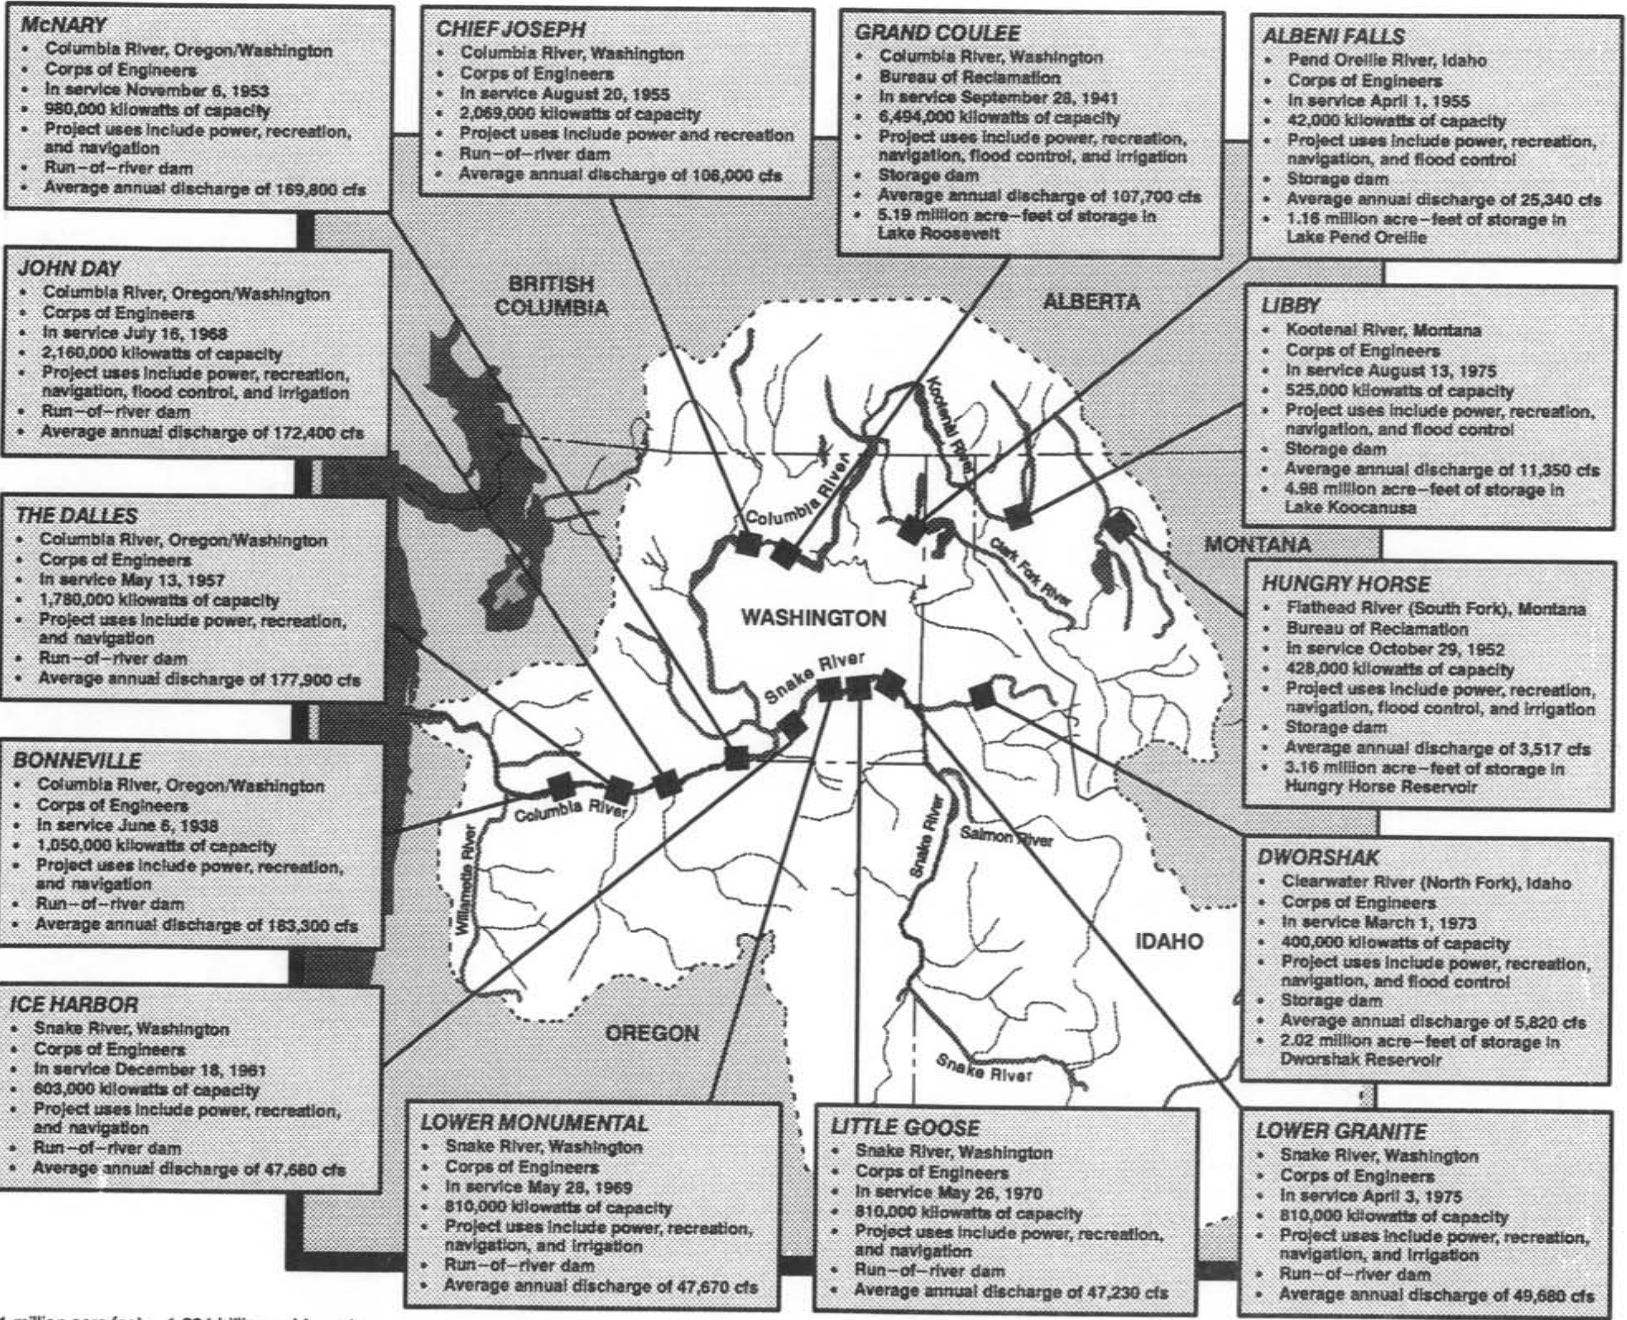 McNARY
• Columbia River, Oregon/Washington
• Corps of Engineers
• In service November 6, 1953
• 980,000 kilowatts of capacity
• Project uses include power, recreation,
and navigation
• Run-of-river dam
• Average annual discharge of 169,800 cfs
CHIEF JOSEPH
• Columbia River, Washington
• Corps of Engineers
• In service August 20, 1955
• 2,069,000 kilowatts of capacity
• Project uses include power and recreation
• Run-of-river dam
• Average annual discharge of 108,000 cfs
GRAND COULEE
• Columbia River, Washington
• Bureau of Reclamation
• In service September 28, 1941
• 6,494,000 kilowatts of capacity
• Project uses include power, recreation,
navigation, flood control, and irrigation
• Storage dam
• Average annual discharge of 107,700 cfs
• 5.19 million acre-feet of storage in
Lake Roosevelt
ALBENI FALLS
• Pend Oreille River, Idaho
• Corps of Engineers
• In service April 1, 1955
• 42,000 kilowatts of capacity
• Project uses include power, recreation,
navigation, and flood control
• Storage dam
• Average annual discharge of 25,340 cfs
• 1.16 million acre-feet of storage in
Lake Pend Oreille
JOHN DAY
• Columbia River, Oregon/Washington
• Corps of Engineers
• In service July 16, 1968
• 2,160,000 kilowatts of capacity
• Project uses include power, recreation,
navigation, flood control, and irrigation
• Run-of-river dam
• Average annual discharge of 172,400 cfs
LIBBY
• Kootenai River, Montana
• Corps of Engineers
• In service August 13, 1975
• 525,000 kilowatts of capacity
• Project uses include power, recreation,
navigation, and flood control
• Storage dam
• Average annual discharge of 11,350 cfs
• 4.98 million acre-feet of storage in
Lake Koocanusa
THE DALLES
• Columbia River, Oregon/Washington
• Corps of Engineers
• In service May 13, 1957
• 1,780,000 kilowatts of capacity
• Project uses include power, recreation,
and navigation
• Run-of-river dam
• Average annual discharge of 177,900 cfs
HUNGRY HORSE
• Flathead River (South Fork), Montana
• Bureau of Reclamation
• In service October 29, 1952
• 428,000 kilowatts of capacity
• Project uses include power, recreation,
navigation, flood control, and irrigation
• Storage dam
• Average annual discharge of 3,517 cfs
• 3.16 million acre-feet of storage in
Hungry Horse Reservoir
BONNEVILLE
• Columbia River, Oregon/Washington
• Corps of Engineers
• In service June 6, 1938
• 1,050,000 kilowatts of capacity
• Project uses include power, recreation,
and navigation
• Run-of-river dam
• Average annual discharge of 183,300 cfs
DWORSHAK
• Clearwater River (North Fork), Idaho
• Corps of Engineers
• In service March 1, 1973
• 400,000 kilowatts of capacity
• Project uses include power, recreation,
navigation, and flood control
• Storage dam
• Average annual discharge of 5,820 cfs
• 2.02 million acre-feet of storage in
Dworshak Reservoir
ICE HARBOR
• Snake River, Washington
• Corps of Engineers
• In service December 18, 1961
• 603,000 kilowatts of capacity
• Project uses include power, recreation,
and navigation
• Run-of-river dam
• Average annual discharge of 47,680 cfs
LOWER MONUMENTAL
• Snake River, Washington
• Corps of Engineers
• In service May 28, 1969
• 810,000 kilowatts of capacity
• Project uses include power, recreation,
navigation, and irrigation
• Run-of-river dam
• Average annual discharge of 47,670 cfs
LITTLE GOOSE
• Snake River, Washington
• Corps of Engineers
• In service May 26, 1970
• 810,000 kilowatts of capacity
• Project uses include power, recreation,
and navigation
• Run-of-river dam
• Average annual discharge of 47,230 cfs
LOWER GRANITE
• Snake River, Washington
• Corps of Engineers
• In service April 3, 1975
• 810,000 kilowatts of capacity
• Project uses include power, recreation,
navigation, and irrigation
• Run-of-river dam
• Average annual discharge of 49,680 cfs
BRITISH
COLUMBIA
ALBERTA
Kootenai River
Columbia River
MONTANA
Clark Fork River
WASHINGTON
Snake River
Columbia River
Willamette River
Snake River
Salmon River
IDAHO
OREGON
Snake River